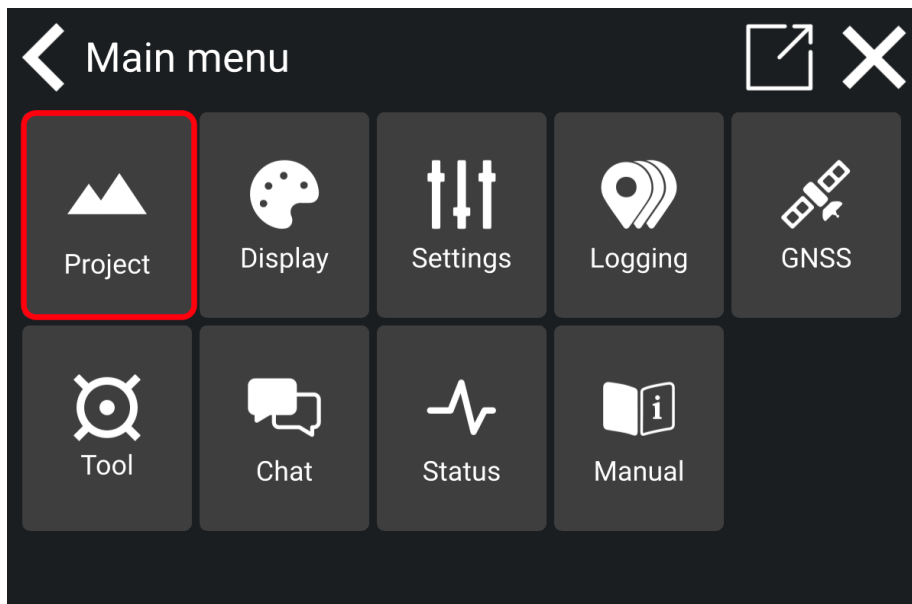 Main menu
Project
Display
Settings
Logging
GNSS
Tool
Chat
Status
i
Manual